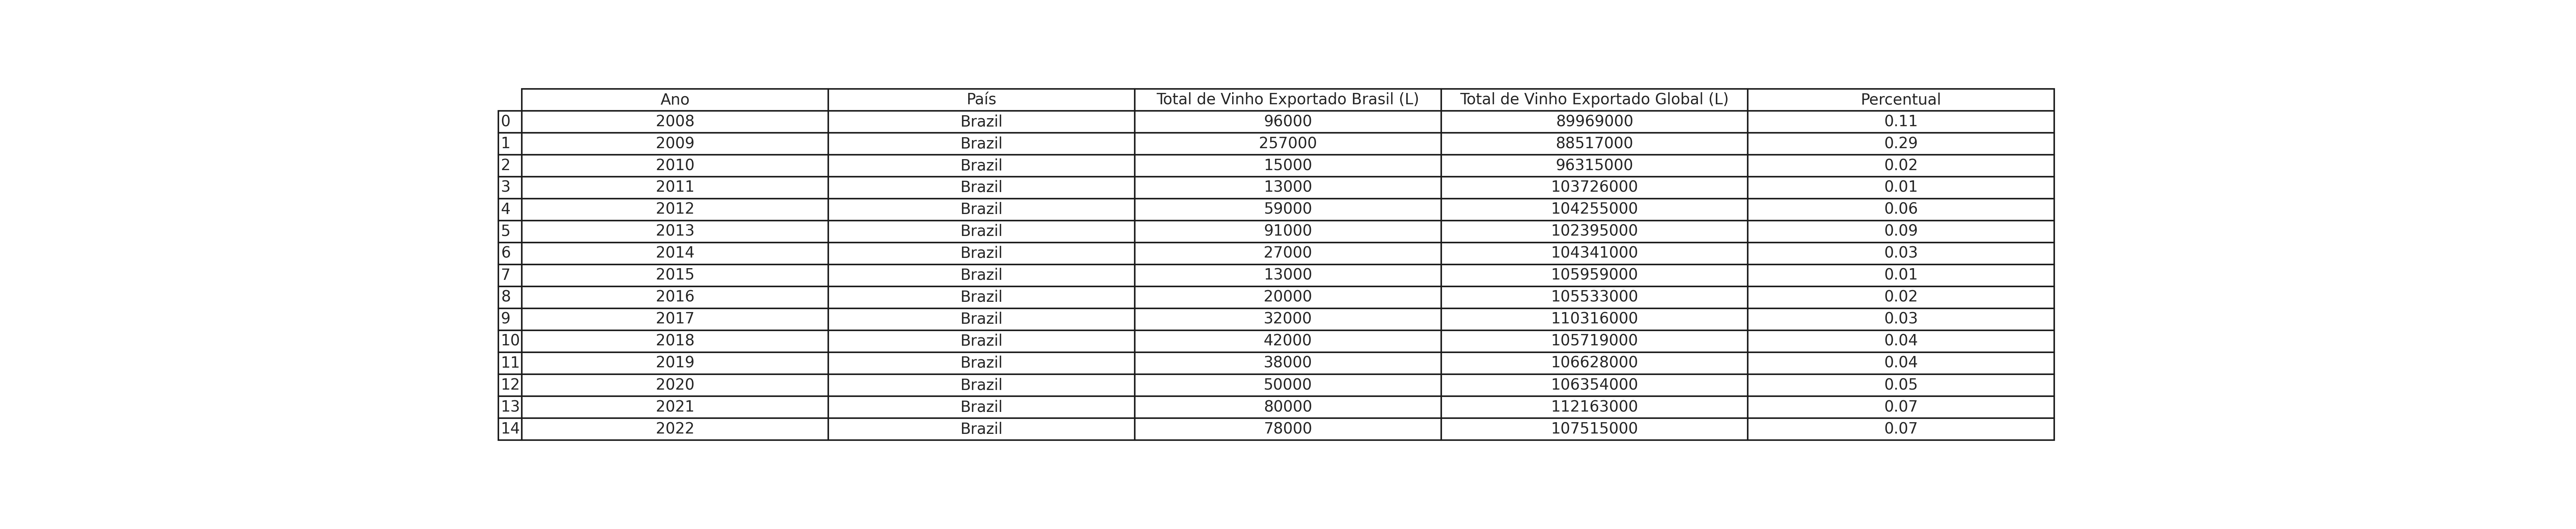 Ano País Total de Vinho Exportado Brasil (L) Total de Vinho Exportado Global (L) Percentual
0 2008 Brazil 96000 89969000 0.11
1 2009 Brazil 257000 88517000 0.29
2 2010 Brazil 15000 96315000 0.02
3 2011 Brazil 13000 103726000 0.01
4 2012 Brazil 59000 104255000 0.06
5 2013 Brazil 91000 102395000 0.09
6 2014 Brazil 27000 104341000 0.03
7 2015 Brazil 13000 105959000 0.01
8 2016 Brazil 20000 105533000 0.02
9 2017 Brazil 32000 110316000 0.03
10 2018 Brazil 42000 105719000 0.04
11 2019 Brazil 38000 106628000 0.04
12 2020 Brazil 50000 106354000 0.05
13 2021 Brazil 80000 112163000 0.07
14 2022 Brazil 78000 107515000 0.07